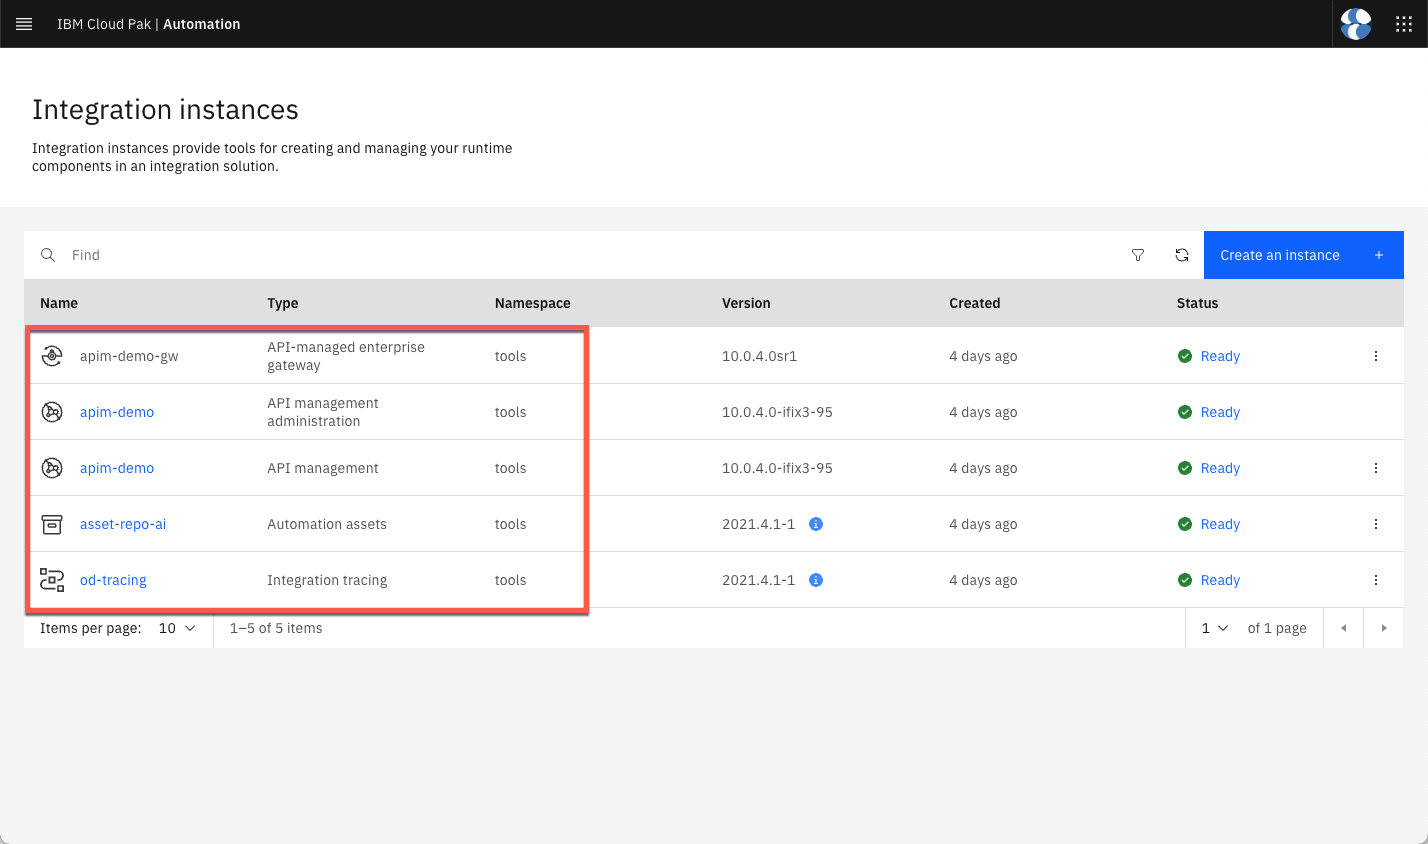 IBM Cloud Pak | Automation
Integration instances
Integration instances provide tools for creating and managing your runtime
components in an integration solution.
Find
Create an instance +
Name Type Namespace Version Created Status
apim-demo-gw API-managed enterprise gateway tools 10.0.4.0sr1 4 days ago Ready
apim-demo API management administration tools 10.0.4.0-ifix3-95 4 days ago Ready
apim-demo API management tools 10.0.4.0-ifix3-95 4 days ago Ready
asset-repo-ai Automation assets tools 2021.4.1-1 4 days ago Ready
od-tracing Integration tracing tools 2021.4.1-1 4 days ago Ready
Items per page: 10 1–5 of 5 items 1 of 1 page